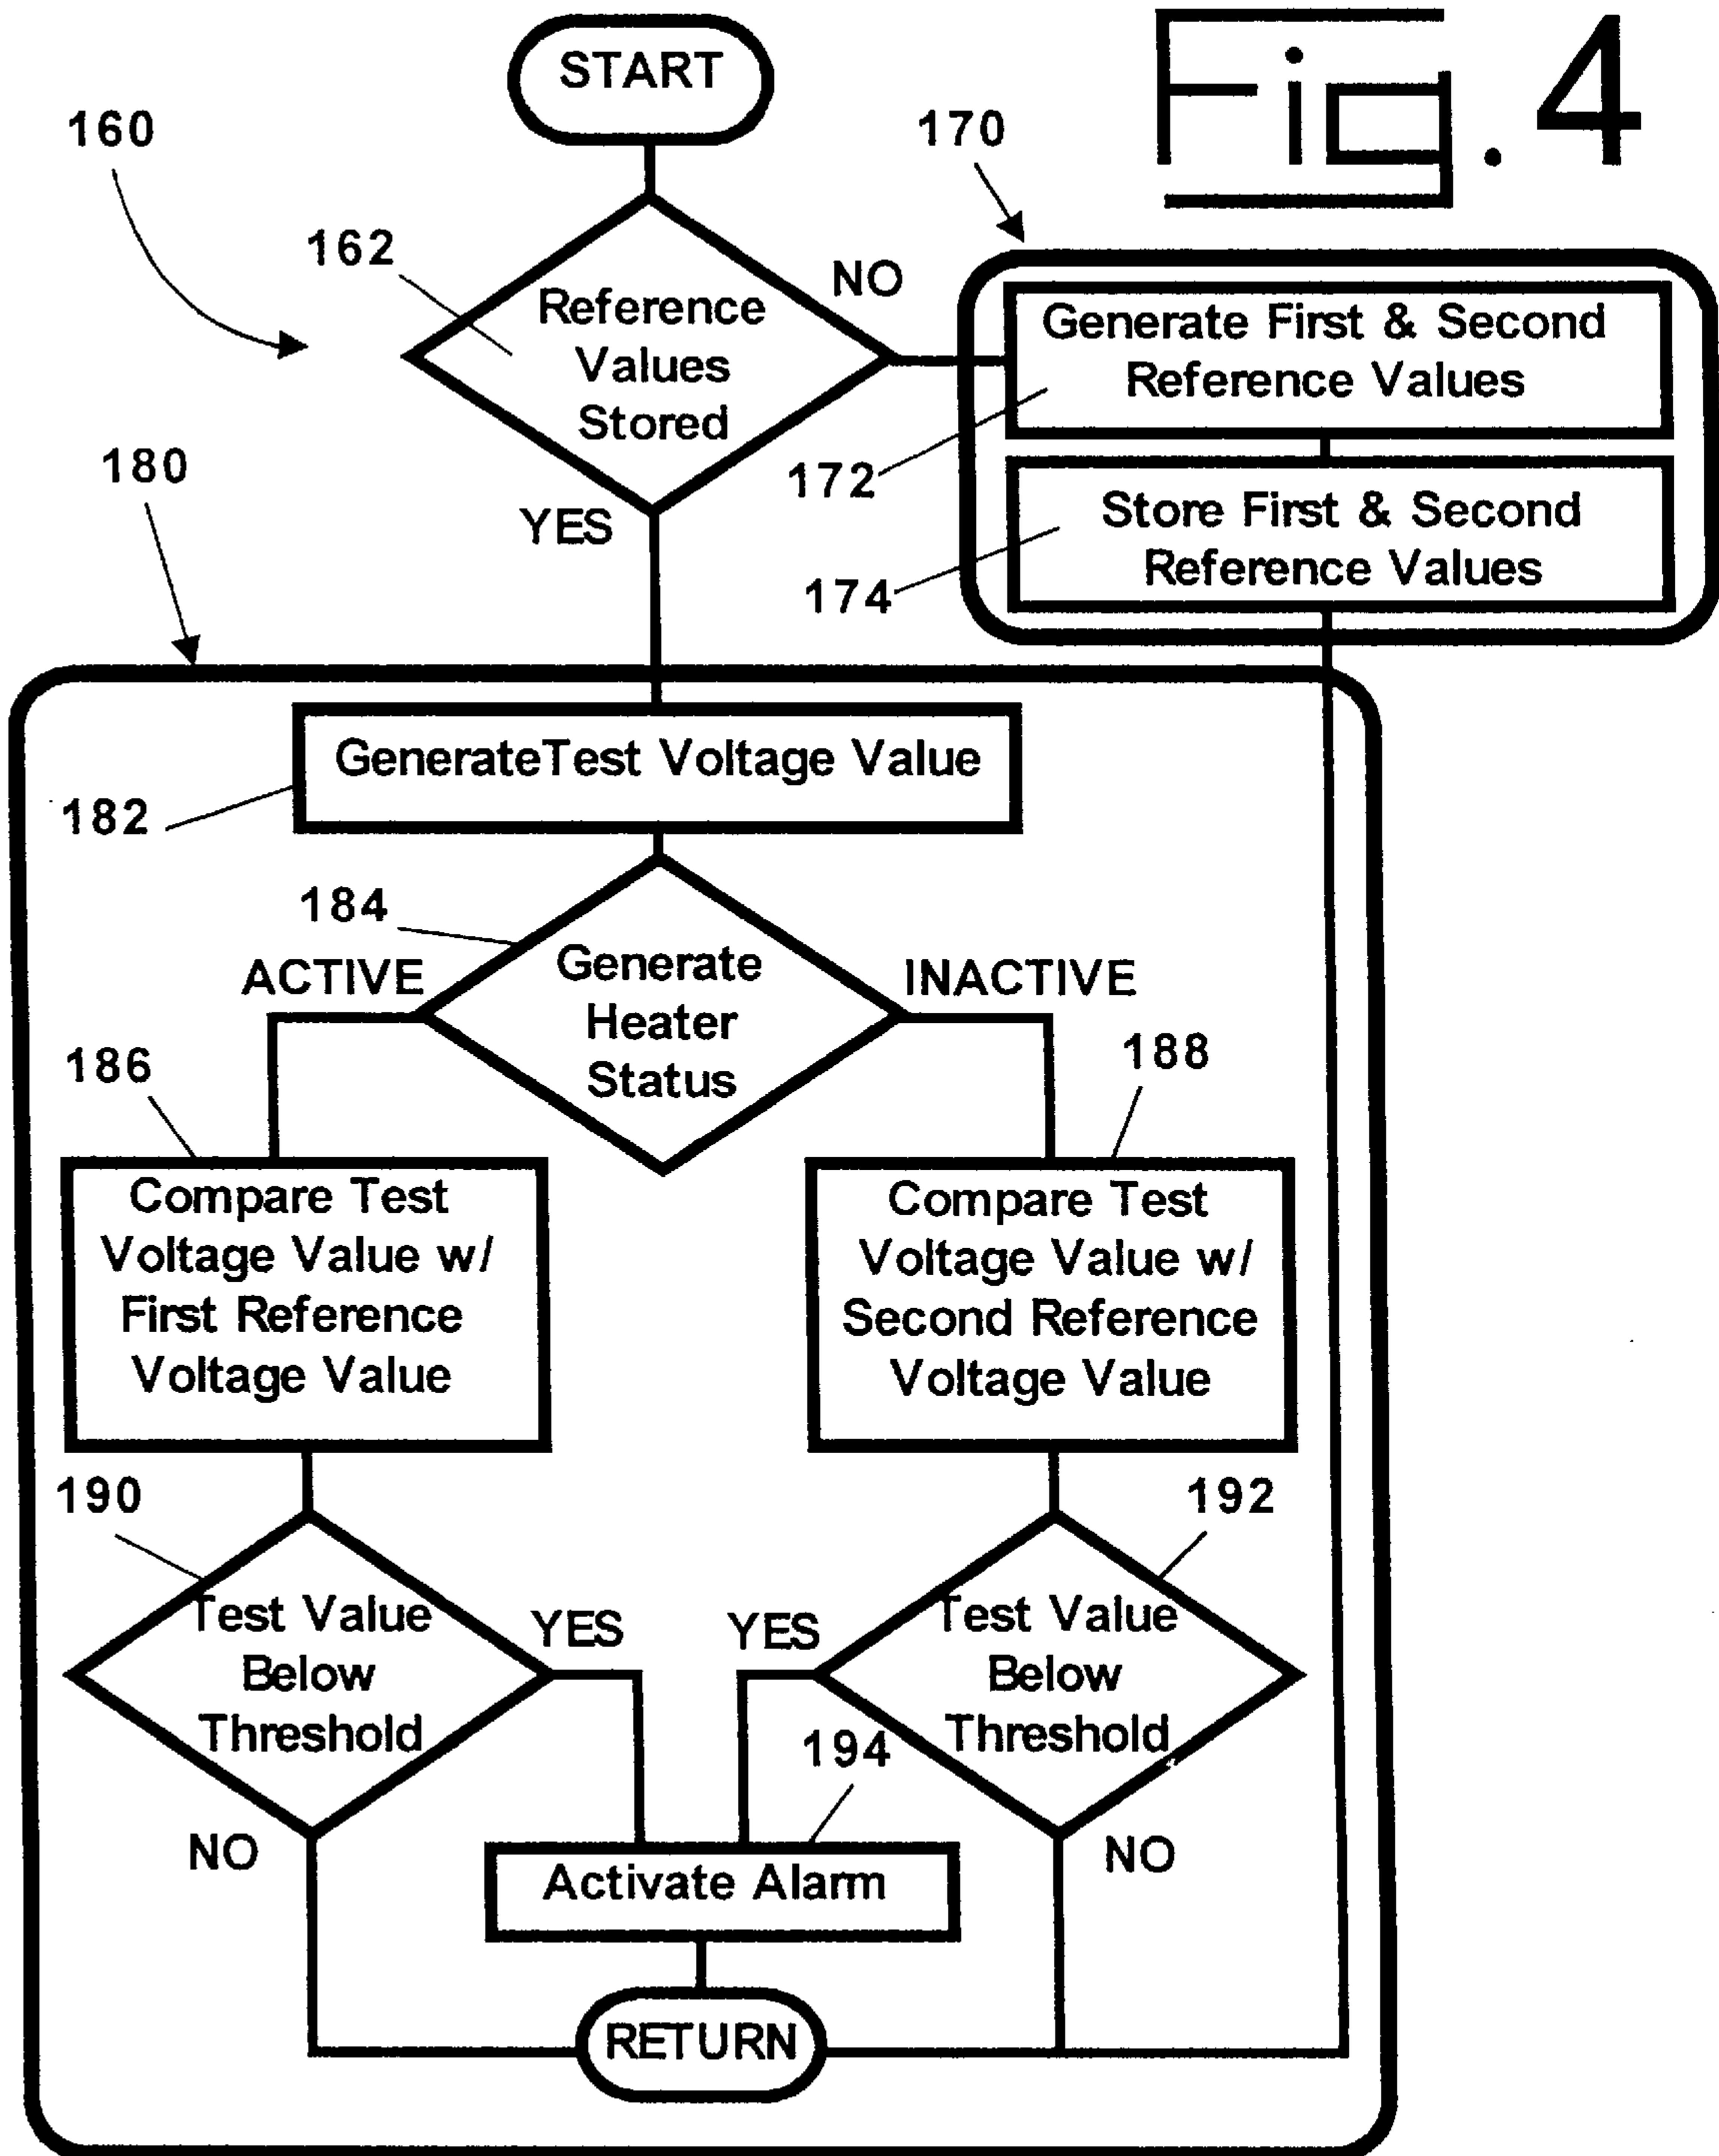 START
Fig. 4
160
170
162
NO
Reference
Values
Stored
Generate First & Second
Reference Values
172
180
YES
Store First & Second
Reference Values
174
GenerateTest Voltage Value
182
184
ACTIVE
Generate
Heater
Status
INACTIVE
186
188
Compare Test
Voltage Value w/
First Reference
Voltage Value
Compare Test
Voltage Value w/
Second Reference
Voltage Value
190
192
Test Value
Below
Threshold
YES
YES
Test Value
Below
Threshold
194
NO
Activate Alarm
NO
RETURN